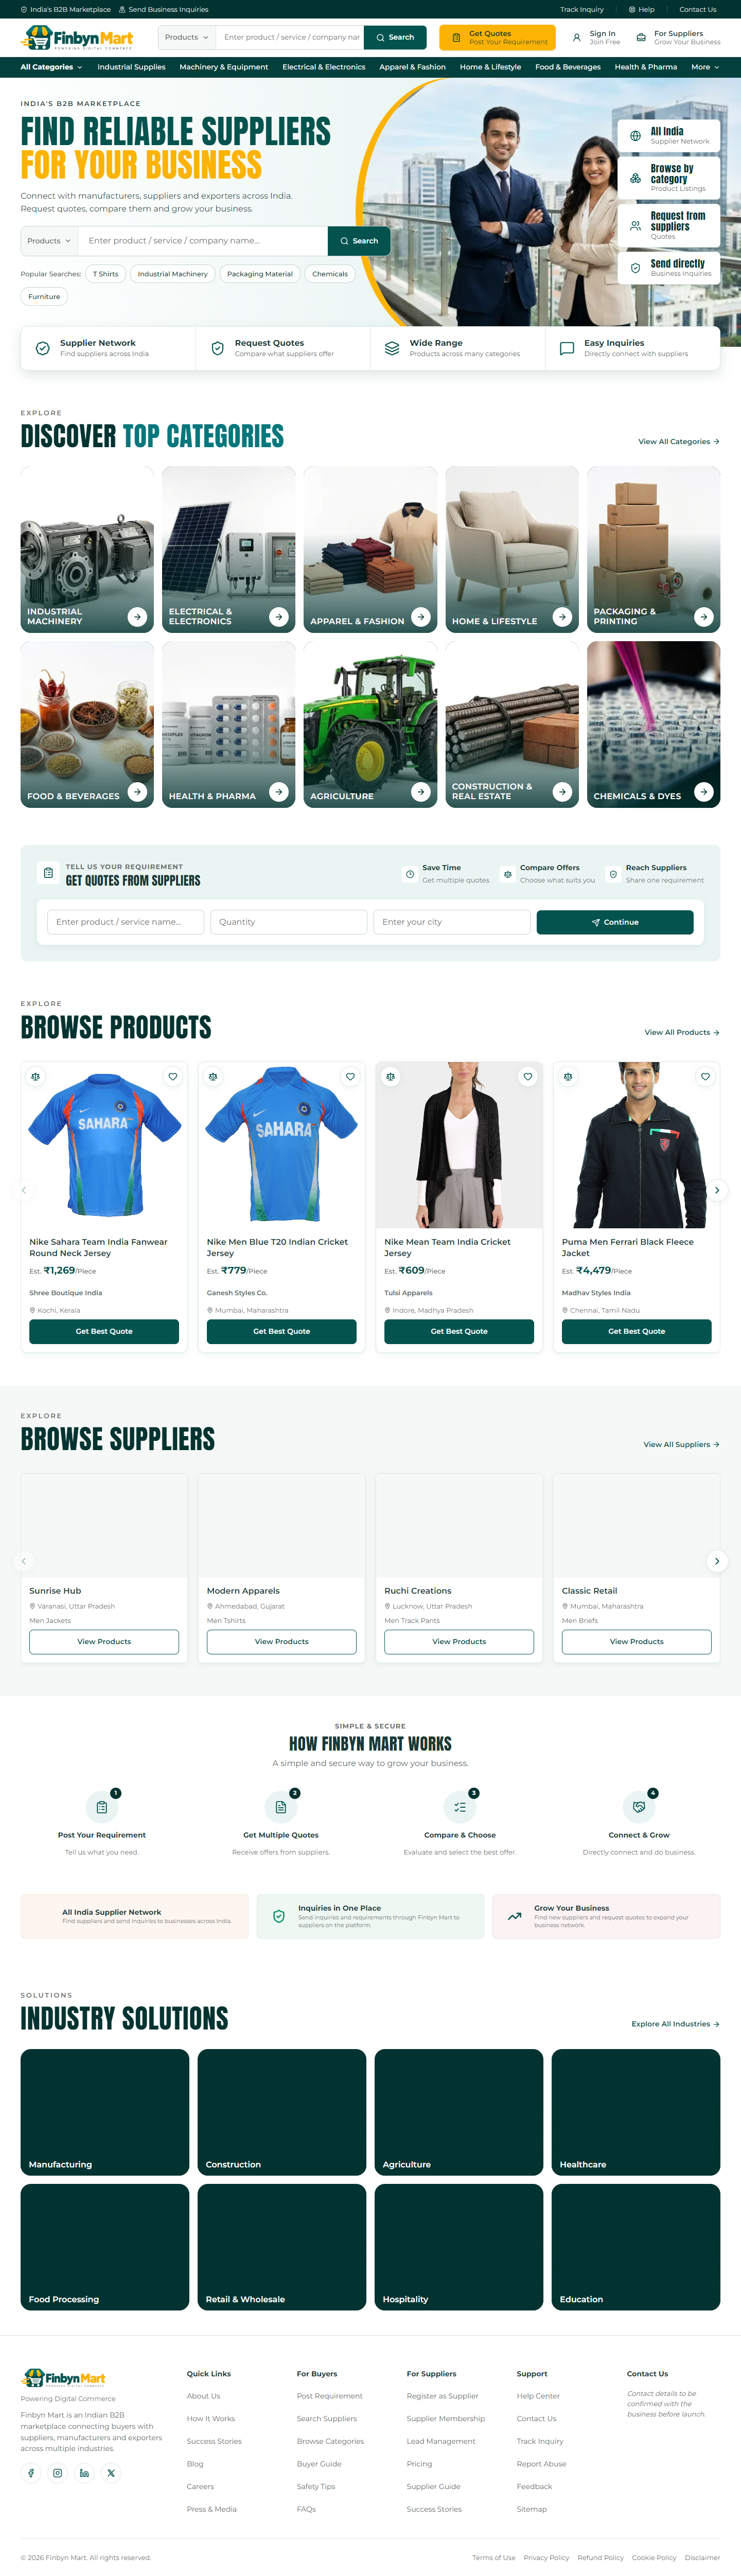 India's B2B Marketplace
Send Business Inquiries
Track Inquiry
Help
Contact Us
Finbyn Mart
POWERING DIGITAL COMMERCE
Products
Enter product / service / company nar
Search
Get Quotes
Post Your Requirement
Sign In
Join Free
For Suppliers
Grow Your Business
All Categories
Industrial Supplies
Machinery & Equipment
Electrical & Electronics
Apparel & Fashion
Home & Lifestyle
Food & Beverages
Health & Pharma
More
INDIA'S B2B MARKETPLACE
FIND RELIABLE SUPPLIERS
FOR YOUR BUSINESS
Connect with manufacturers, suppliers and exporters across India.
Request quotes, compare them and grow your business.
Products
Enter product / service / company name...
Search
Popular Searches:
T Shirts
Industrial Machinery
Packaging Material
Chemicals
Furniture
All India
Supplier Network
Browse by
category
Product Listings
Request from
suppliers
Quotes
Send directly
Business Inquiries
Supplier Network
Find suppliers across India
Request Quotes
Compare what suppliers offer
Wide Range
Products across many categories
Easy Inquiries
Directly connect with suppliers
EXPLORE
DISCOVER TOP CATEGORIES
View All Categories
INDUSTRIAL
MACHINERY
ELECTRICAL &
ELECTRONICS
APPAREL & FASHION
HOME & LIFESTYLE
PACKAGING &
PRINTING
FOOD & BEVERAGES
HEALTH & PHARMA
AGRICULTURE
CONSTRUCTION &
REAL ESTATE
CHEMICALS & DYES
TELL US YOUR REQUIREMENT
GET QUOTES FROM SUPPLIERS
Save Time
Get multiple quotes
Compare Offers
Choose what suits you
Reach Suppliers
Share one requirement
Enter product / service name...
Quantity
Enter your city
Continue
EXPLORE
BROWSE PRODUCTS
View All Products
SAHARA
SAHARA
Nike Sahara Team India Fanwear
Round Neck Jersey
Est. ₹1,269/Piece
Shree Boutique India
Kochi, Kerala
Get Best Quote
Nike Men Blue T20 Indian Cricket
Jersey
Est. ₹779/Piece
Ganesh Styles Co.
Mumbai, Maharashtra
Get Best Quote
Nike Mean Team India Cricket
Jersey
Est. ₹609/Piece
Tulsi Apparels
Indore, Madhya Pradesh
Get Best Quote
Puma Men Ferrari Black Fleece
Jacket
Est. ₹4,479/Piece
Madhav Styles India
Chennai, Tamil Nadu
Get Best Quote
EXPLORE
BROWSE SUPPLIERS
View All Suppliers
Sunrise Hub
Varanasi, Uttar Pradesh
Men Jackets
View Products
Modern Apparels
Ahmedabad, Gujarat
Men Tshirts
View Products
Ruchi Creations
Lucknow, Uttar Pradesh
Men Track Pants
View Products
Classic Retail
Mumbai, Maharashtra
Men Briefs
View Products
SIMPLE & SECURE
HOW FINBYN MART WORKS
A simple and secure way to grow your business.
1
Post Your Requirement
Tell us what you need.
2
Get Multiple Quotes
Receive offers from suppliers.
3
Compare & Choose
Evaluate and select the best offer.
4
Connect & Grow
Directly connect and do business.
All India Supplier Network
Find suppliers and send inquiries to businesses across India.
Inquiries in One Place
Send inquiries and requirements through Finbyn Mart to
suppliers on the platform.
Grow Your Business
Find new suppliers and request quotes to expand your
business network.
SOLUTIONS
INDUSTRY SOLUTIONS
Explore All Industries
Manufacturing
Construction
Agriculture
Healthcare
Food Processing
Retail & Wholesale
Hospitality
Education
Finbyn Mart
Powering Digital Commerce
Finbyn Mart is an Indian B2B
marketplace connecting buyers with
suppliers, manufacturers and exporters
across multiple industries.
Quick Links
About Us
How It Works
Success Stories
Blog
Careers
Press & Media
For Buyers
Post Requirement
Search Suppliers
Browse Categories
Buyer Guide
Safety Tips
FAQs
For Suppliers
Register as Supplier
Supplier Membership
Lead Management
Pricing
Supplier Guide
Success Stories
Support
Help Center
Contact Us
Track Inquiry
Report Abuse
Feedback
Sitemap
Contact Us
Contact details to be
confirmed with the
business before launch.
© 2026 Finbyn Mart. All rights reserved.
Terms of Use
Privacy Policy
Refund Policy
Cookie Policy
Disclaimer